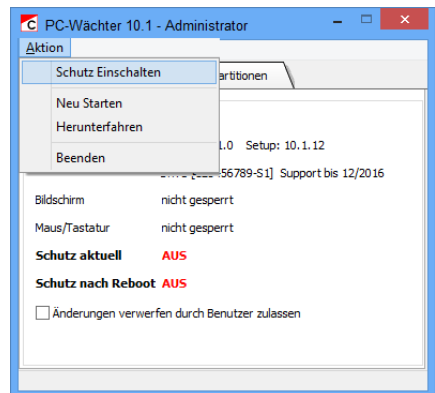 C PC-Wächter 10.1 - Administrator
Aktion
Schutz Einschalten
Neu Starten
Herunterfahren
Beenden
artitionen
.0 Setup: 10.1.12
56789-S1] Support bis 12/2016
Bildschirm nicht gesperrt
Maus/Tastatur nicht gesperrt
Schutz aktuell AUS
Schutz nach Reboot AUS
Änderungen verwerfen durch Benutzer zulassen